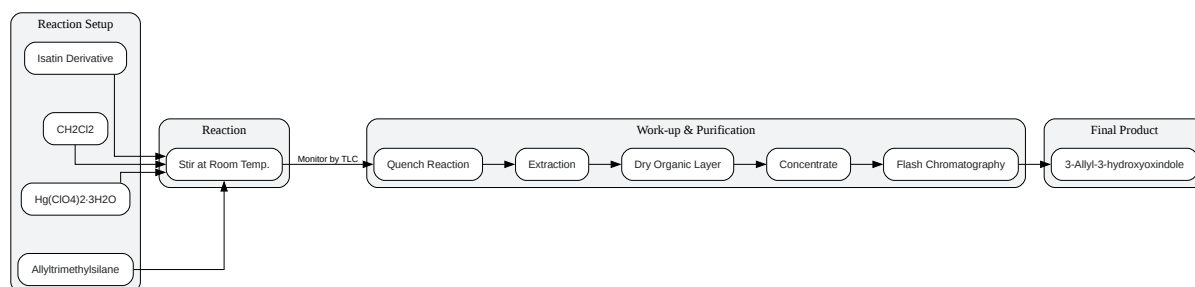 Reaction Setup
Isatin Derivative
CH2Cl2
Hg(ClO4)2·3H2O
Allyltrimethylsilane
Reaction
Stir at Room Temp.
Monitor by TLC
Work-up & Purification
Quench Reaction
Extraction
Dry Organic Layer
Concentrate
Flash Chromatography
Final Product
3-Allyl-3-hydroxyoxindole